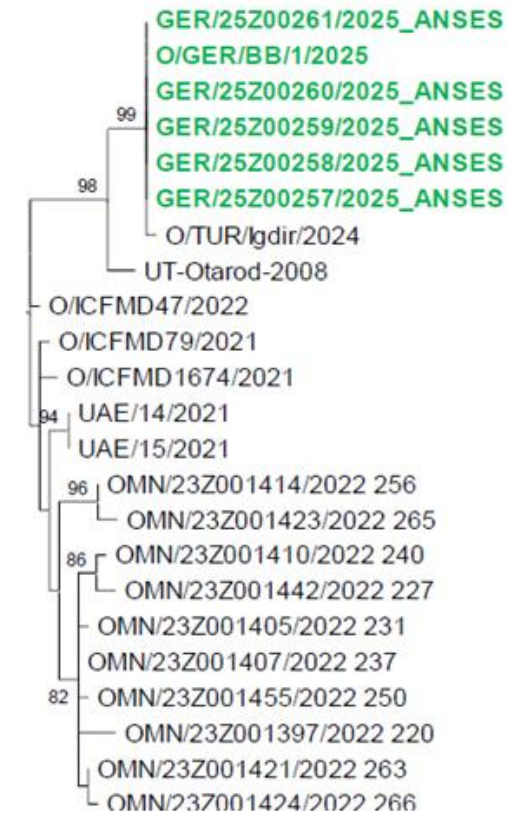 GER/25Z00261/2025_ANSES
O/GER/BB/1/2025
GER/25Z00260/2025_ANSES
99
GER/25Z00259/2025_ANSES
GER/25Z00258/2025_ANSES
98
GER/25Z00257/2025_ANSES
O/TUR/Igdir/2024
UT-Otarod-2008
O/ICFMD47/2022
O/ICFMD79/2021
O/ICFMD1674/2021
94 UAE/14/2021
UAE/15/2021
96 OMN/23Z001414/2022 256
OMN/23Z001423/2022 265
86 OMN/23Z001410/2022 240
OMN/23Z001442/2022 227
OMN/23Z001405/2022 231
OMN/23Z001407/2022 237
82 OMN/23Z001455/2022 250
OMN/23Z001397/2022 220
OMN/23Z001421/2022 263
OMN/23Z001424/2022 266